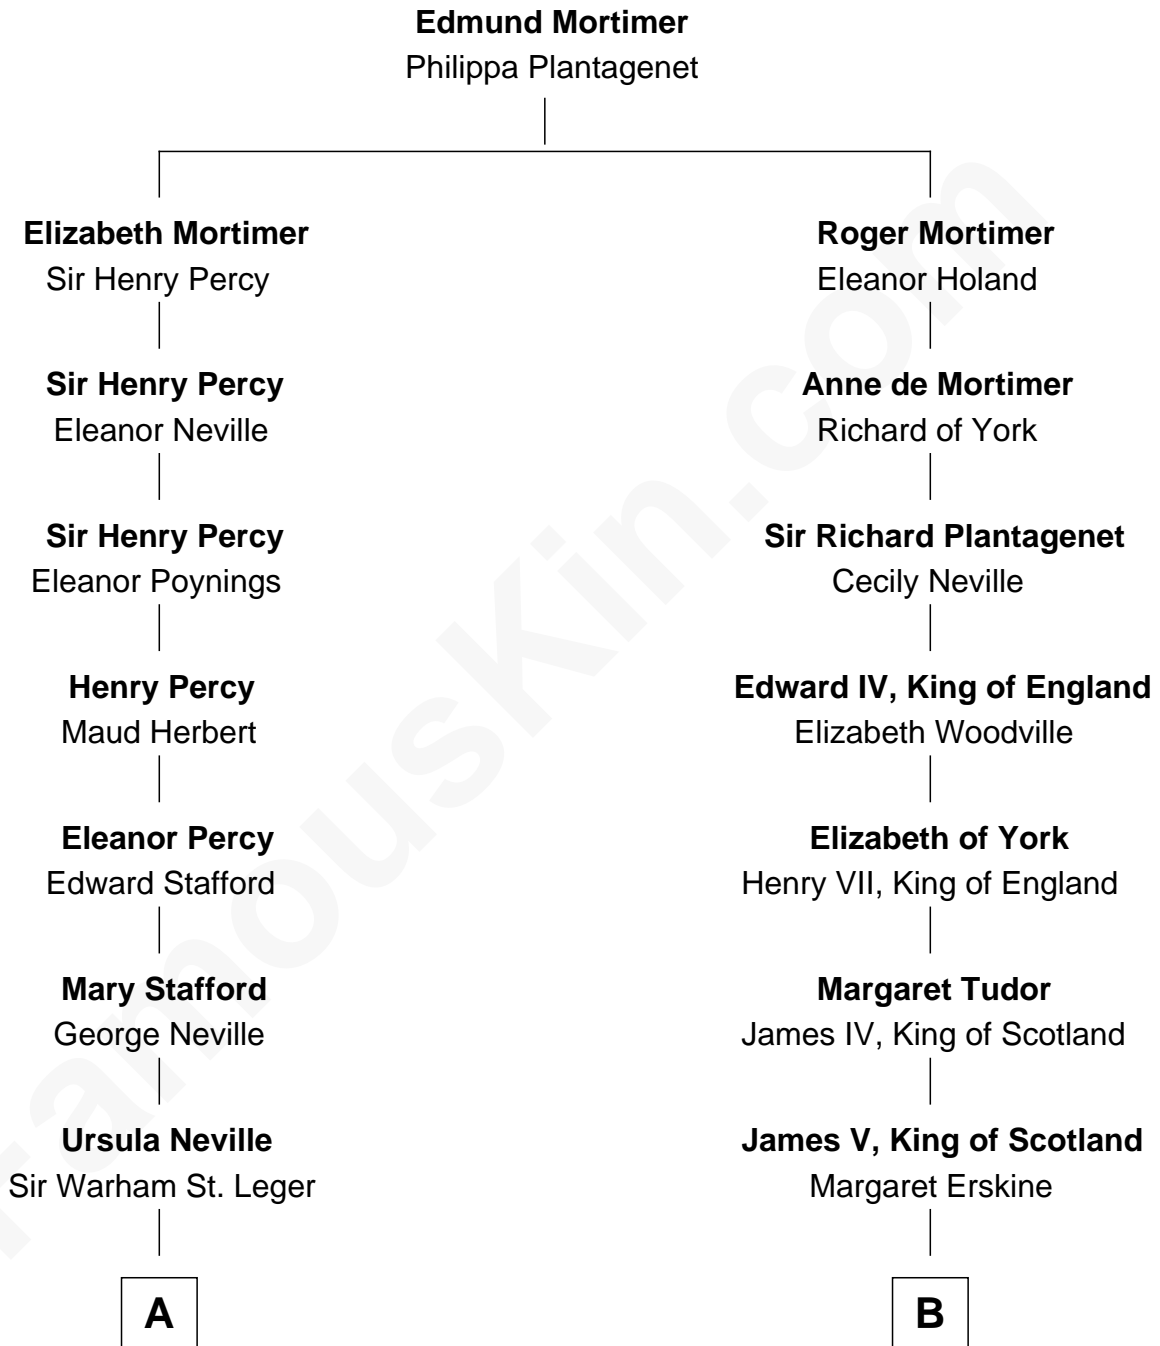 Edmund Mortimer
Philippa Plantagenet
Elizabeth Mortimer
Sir Henry Percy
Roger Mortimer
Eleanor Holand
Sir Henry Percy
Eleanor Neville
Anne de Mortimer
Richard of York
Sir Henry Percy
Eleanor Poynings
Sir Richard Plantagenet
Cecily Neville
Henry Percy
Maud Herbert
Edward IV, King of England
Elizabeth Woodville
Eleanor Percy
Edward Stafford
Elizabeth of York
Henry VII, King of England
Mary Stafford
George Neville
Margaret Tudor
James IV, King of Scotland
Ursula Neville
Sir Warham St. Leger
James V, King of Scotland
Margaret Erskine
A
B
famouskin.com